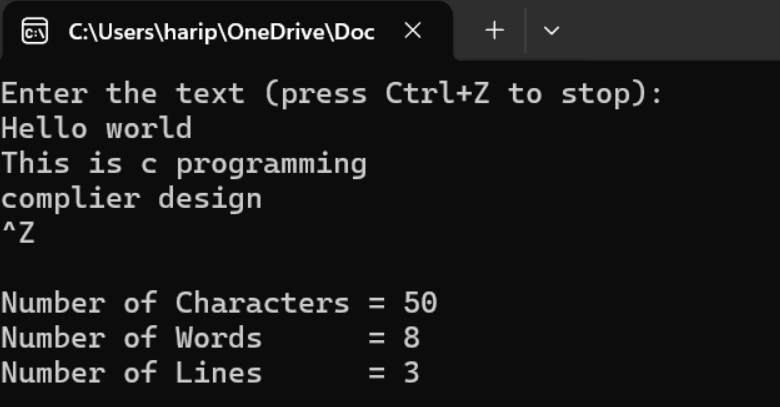 C:\Users\harip\OneDrive\Doc
Enter the text (press Ctrl+Z to stop):
Hello world
This is c programming
complier design
^Z
Number of Characters = 50
Number of Words      = 8
Number of Lines      = 3